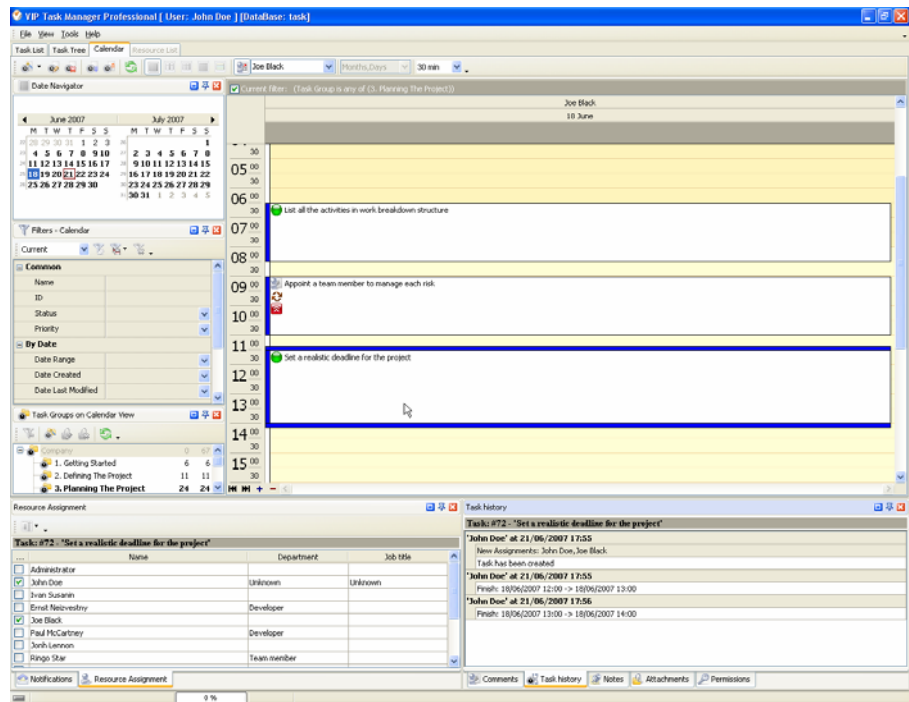 VIP Task Manager Professional [ User: John Doe ] [DataBase: task]
File View Tools Help
Task List Task Tree Calendar Resource List
Joe Black Months,Days 30 min
Date Navigator
June 2007 July 2007
M T W T F S S M T W T F S S
28 29 30 31 1 2 3 1
4 5 6 7 8 9 10 2 3 4 5 6 7 8
11 12 13 14 15 16 17 9 10 11 12 13 14 15
18 19 20 21 22 23 24 16 17 18 19 20 21 22
25 26 27 28 29 30 23 24 25 26 27 28 29
30 31 1 2 3 4 5
Filters - Calendar
Current
Common
Name
ID
Status
Priority
By Date
Date Range
Date Created
Date Last Modified
Task Groups on Calendar View
Company 0 67
1. Getting Started 6 6
2. Defining The Project 11 11
3. Planning The Project 24 24
Current filter: (Task Group is any of (3. Planning The Project))
Joe Black
18 June
30
05 00
30
06 00
30 List all the activities in work breakdown structure
07 00
30
08 00
30
09 00 Appoint a team member to manage each risk
30
10 00
30
11 00
30 Set a realistic deadline for the project
12 00
30
13 00
30
14 00
30
15 00
30
Resource Assignment
Task: #72 - 'Set a realistic deadline for the project'
... Name Department Job title
Administrator
John Doe Unknown Unknown
Ivan Susanin
Ernst Neizvestny Developer
Joe Black
Paul McCartney Developer
Jonh Lennon
Ringo Star Team member
Notifications Resource Assignment
Task history
Task: #72 - 'Set a realistic deadline for the project'
'John Doe' at 21/06/2007 17:55
New Assignments: John Doe, Joe Black
Task has been created
'John Doe' at 21/06/2007 17:55
Finish: 18/06/2007 12:00 -> 18/06/2007 13:00
'John Doe' at 21/06/2007 17:56
Finish: 18/06/2007 13:00 -> 18/06/2007 14:00
Comments Task history Notes Attachments Permissions
0 %